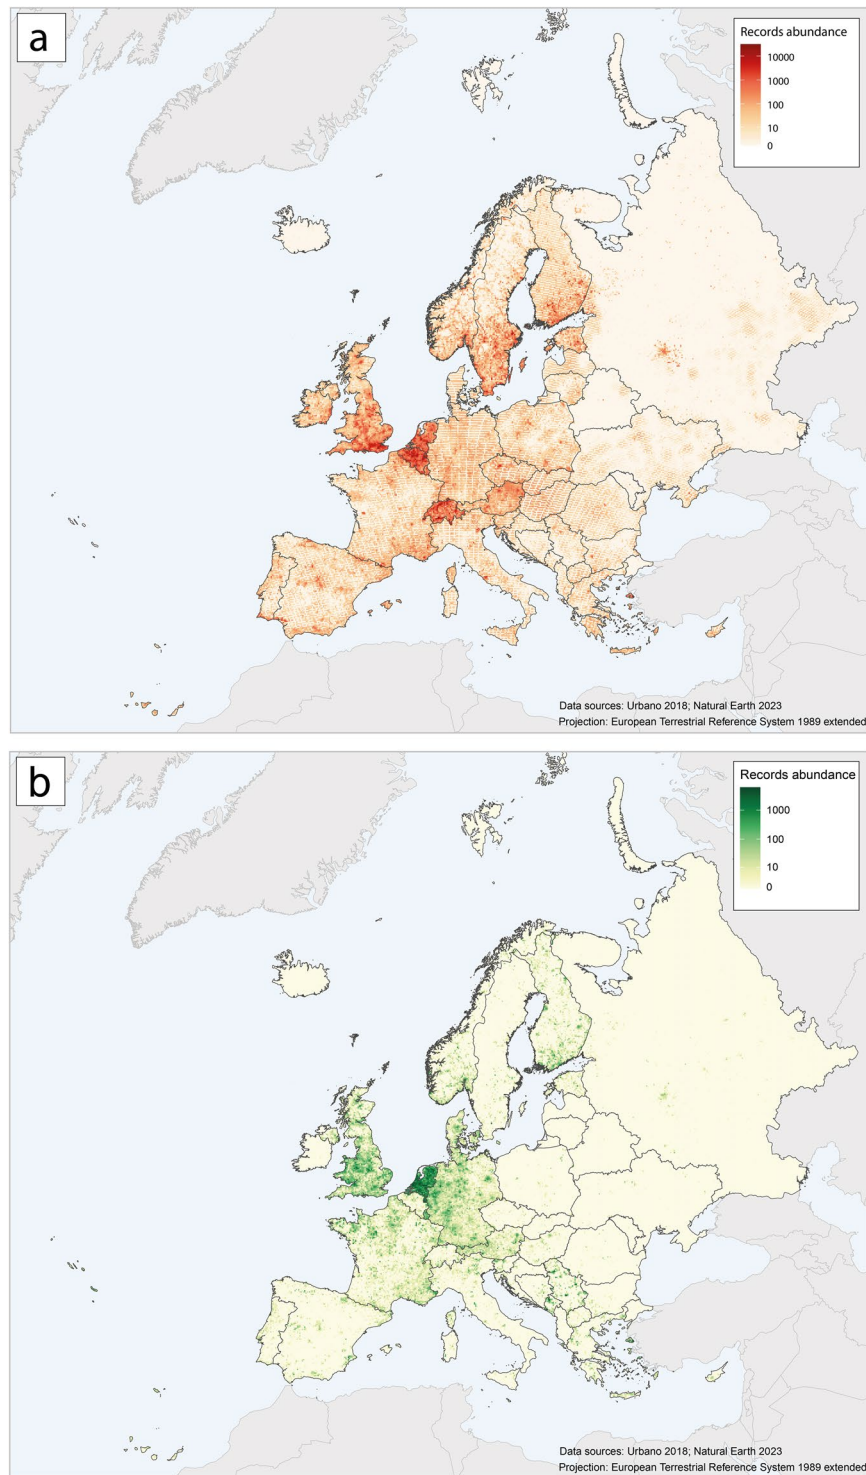 a
Records abundance
10000
1000
100
10
0
Data sources: Urbano 2018; Natural Earth 2023
Projection: European Terrestrial Reference System 1989 extended
b
Records abundance
1000
100
10
0
Data sources: Urbano 2018; Natural Earth 2023
Projection: European Terrestrial Reference System 1989 extended